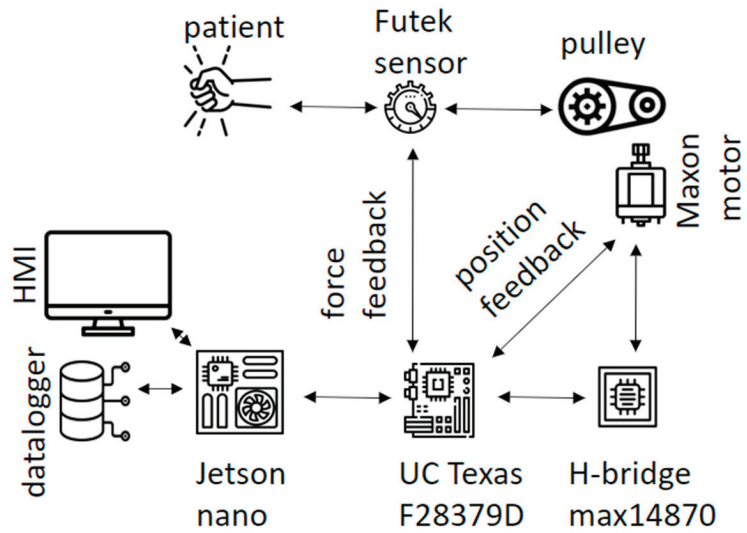 patient
Futek
sensor
pulley
Maxon
motor
HMI
force
feedback
position
feedback
datalogger
Jetson
nano
UC Texas
F28379D
H-bridge
max14870